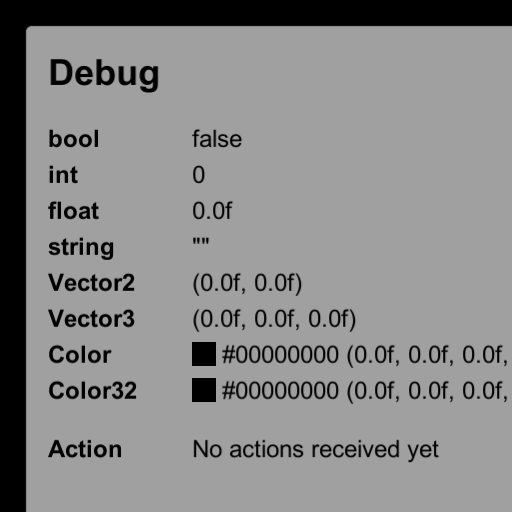 Debug
bool false
int 0
float 0.0f
string ""
Vector2 (0.0f, 0.0f)
Vector3 (0.0f, 0.0f, 0.0f)
Color #00000000 (0.0f, 0.0f, 0.0f,
Color32 #00000000 (0.0f, 0.0f, 0.0f,
Action No actions received yet